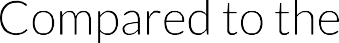 Compared to the